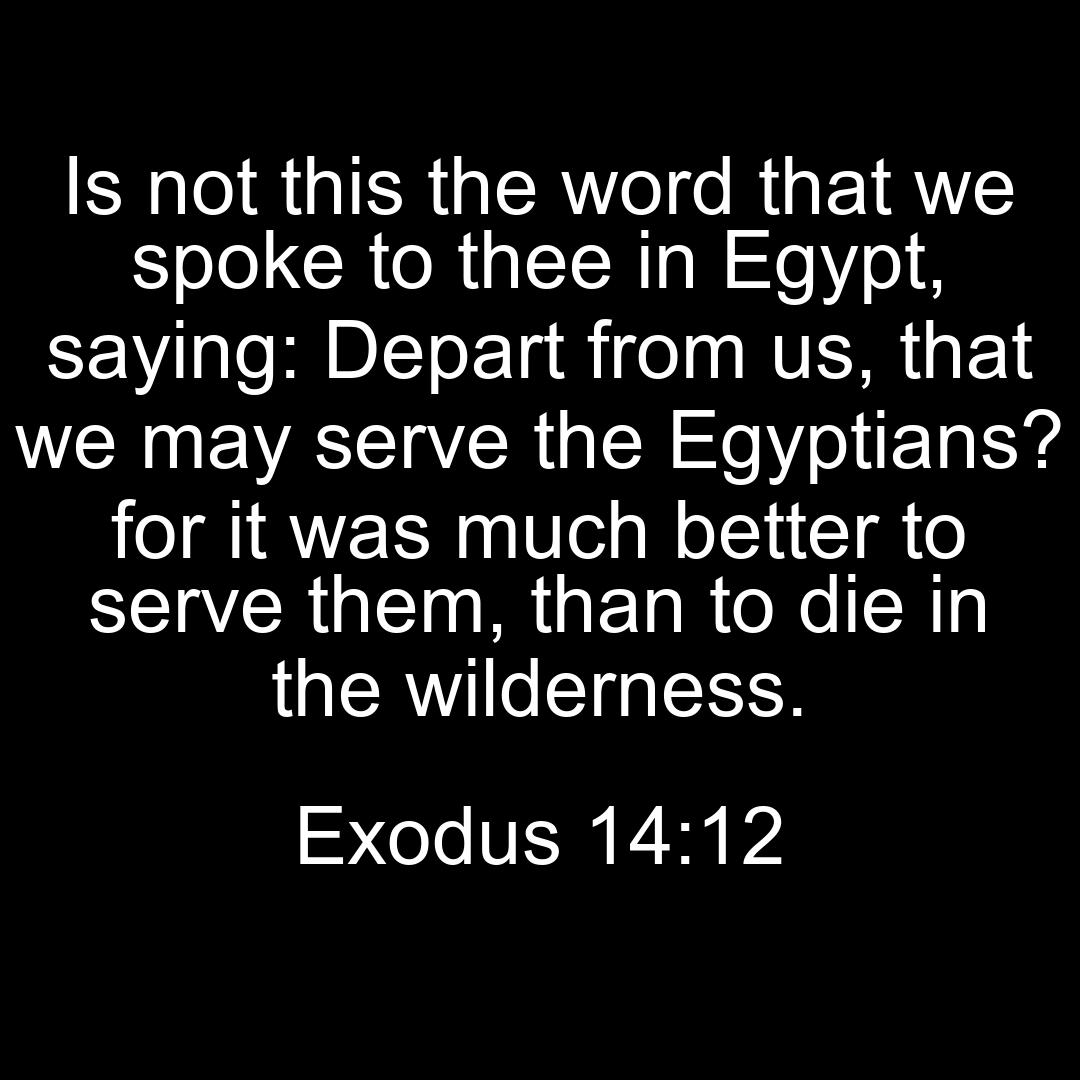 Is not this the word that we
spoke to thee in Egypt,
saying: Depart from us, that
we may serve the Egyptians?
for it was much better to
serve them, than to die in
the wilderness.
Exodus 14:12